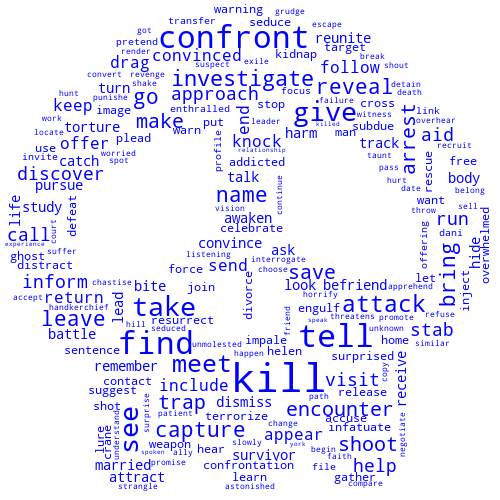 warning
grudge
transfer
seduce
escape
got
confront
reunite
pretend
convinced
kidnap
target
break
render
drag
suspect
exile
follow
shout
convert
revenge
investigate
focus
reveal
detain
hunt
punishe
turn
shake
go
approach
failure
cross
death
keep
image
enthralled
stop
give
witness
link
work
torture
make
put
end
leader
man
subdue
arrest
overhear
locate
offer
plead
warn
knock
harm
track
aid
recruit
invite
use
worried
profile
killed
taunt
catch
spot
relationship
rescue
free
discover
addicted
pass
body
pursue
talk
hurt
date
belong
life
study
defeat
name
continue
want
throw
sell
vision
awaken
run
call
court
celebrate
offering
dani
hide
overwhelmed
experience
ghost
suffer
convince
ask
bring
distract
listening
interrogate
inform
chastise
force
send
choose
save
let
inject
accept
return
bite
join
divorce
look
befriend
apprehend
handkerchief
lead
horrify
leave
take
resurrect
engulf
attack
refuse
battle
hill
seduced
friend
threatens
promote
stab
find
speak
tell
unknown
sentence
unmolested
impale
helen
home
similar
remember
happen
surprised
meet
kill
copy
visit
receive
contact
include
path
release
suggest
trap
dismiss
encounter
shot
see
surprise
patient
terrorize
change
accuse
negotiate
lure
crane
understand
capture
slowly
york
appear
infatuate
shoot
weapon
confrontation
begin
spoken
ally
hear
survivor
faith
help
married
promise
file
gather
attract
learn
strangle
astonished
compare